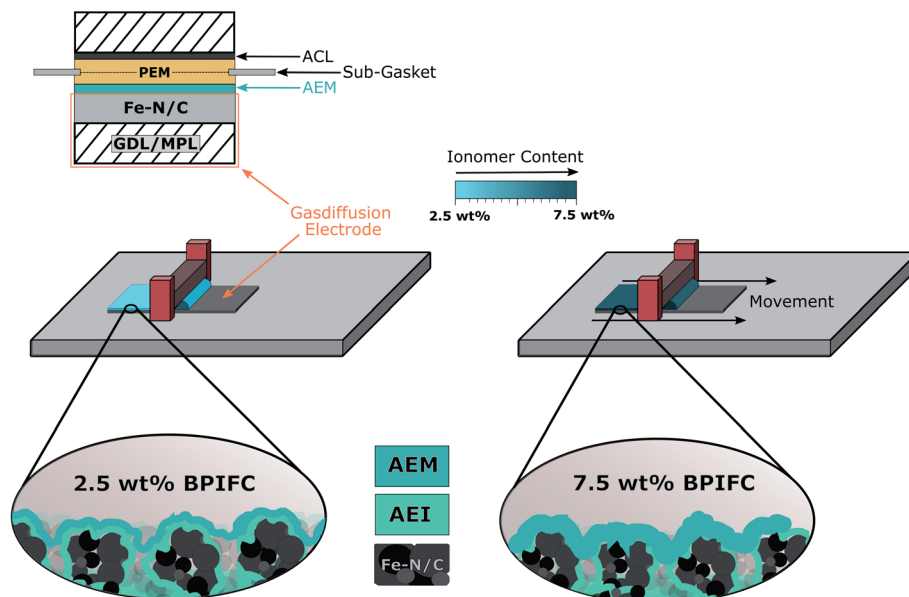 ACL
PEM
Sub-Gasket
AEM
Fe-N/C
GDL/MPL
Ionomer Content
2.5 wt%
7.5 wt%
Gasdiffusion
Electrode
Movement
2.5 wt% BPIFC
AEM
7.5 wt% BPIFC
AEI
Fe-N/C